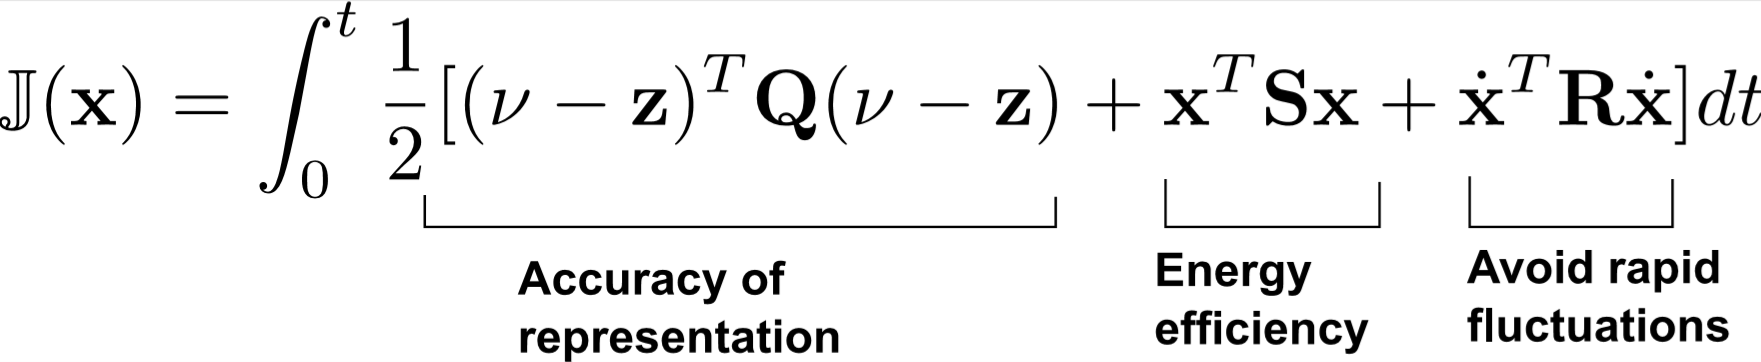 𝕁(𝐱) = ∫₀ᵗ ½[(ν − 𝐳)ᵀ𝐐(ν − 𝐳) + 𝐱ᵀ𝐒𝐱 + 𝐱̇ᵀ𝐑𝐱̇]dt
Accuracy of
representation
Energy
efficiency
Avoid rapid
fluctuations